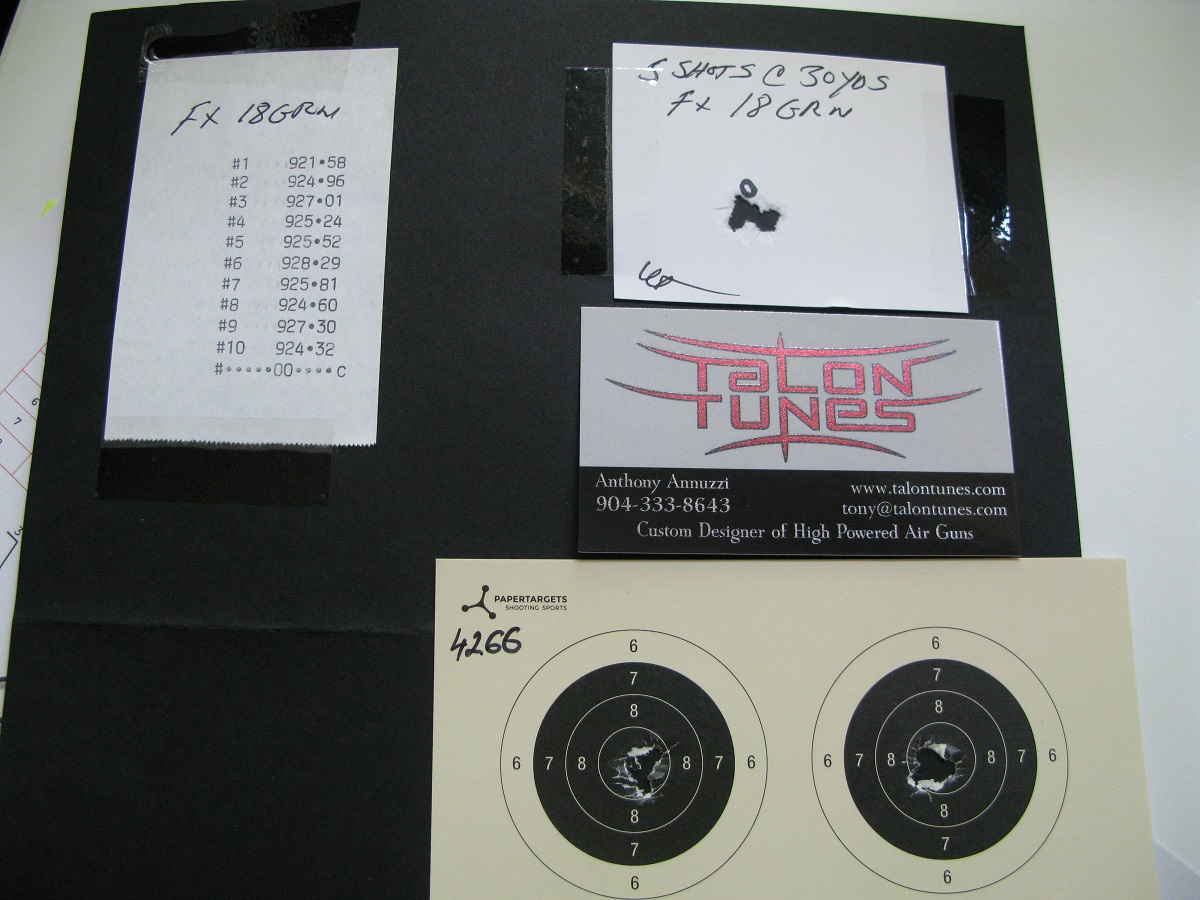 FX 18GRN
#1 921•58
#2 924•96
#3 927•01
#4 925•24
#5 925•52
#6 928•29
#7 925•81
#8 924•60
#9 927•30
#10 924•32
#•••••00••••c
5 SHOTS @ 30YDS
FX 18GRN
TaLON
TUNes
Anthony Annuzzi
904-333-8643
www.talontunes.com
tony@talontunes.com
Custom Designer of High Powered Air Guns
PAPERTARGETS
SHOOTING SPORTS
4266
6
7
8
6 7 8 8 7 6
8
7
6
6
7
8
6 7 8 8 7 6
8
7
6
6
7